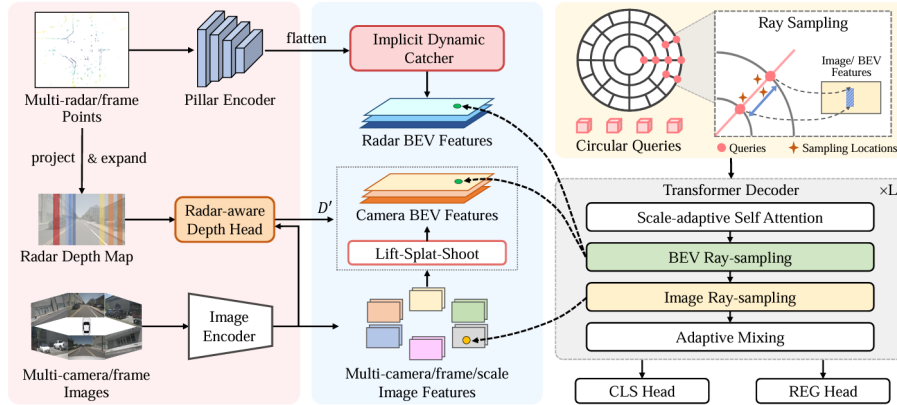 Multi-radar/frame
Points
Pillar Encoder
flatten
Implicit Dynamic
Catcher
Radar BEV Features
project & expand
Radar Depth Map
Radar-aware
Depth Head
D′
Camera BEV Features
Lift-Splat-Shoot
Multi-camera/frame
Images
Image
Encoder
Multi-camera/frame/scale
Image Features
Circular Queries
Ray Sampling
Image/ BEV
Features
Queries
Sampling Locations
Transformer Decoder
×L
Scale-adaptive Self Attention
BEV Ray-sampling
Image Ray-sampling
Adaptive Mixing
CLS Head
REG Head